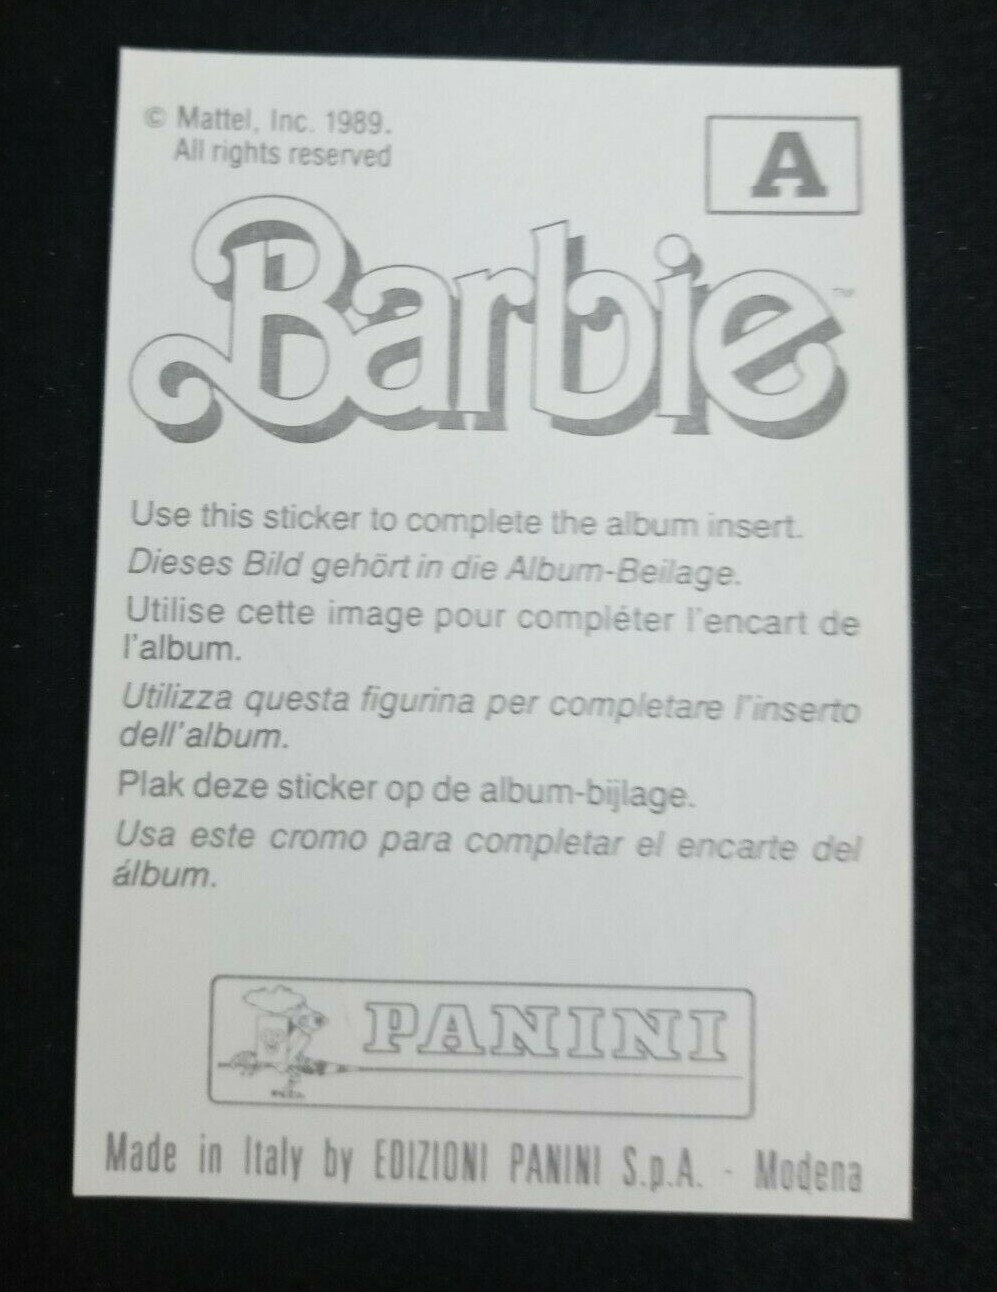 © Mattel, Inc. 1989.
All rights reserved
A
Barbie™
Use this sticker to complete the album insert.
Dieses Bild gehört in die Album-Beilage.
Utilise cette image pour compléter l'encart de
l'album.
Utilizza questa figurina per completare l'inserto
dell'album.
Plak deze sticker op de album-bijlage.
Usa este cromo para completar el encarte del
álbum.
PANINI
Made in Italy by EDIZIONI PANINI S.p.A. - Modena